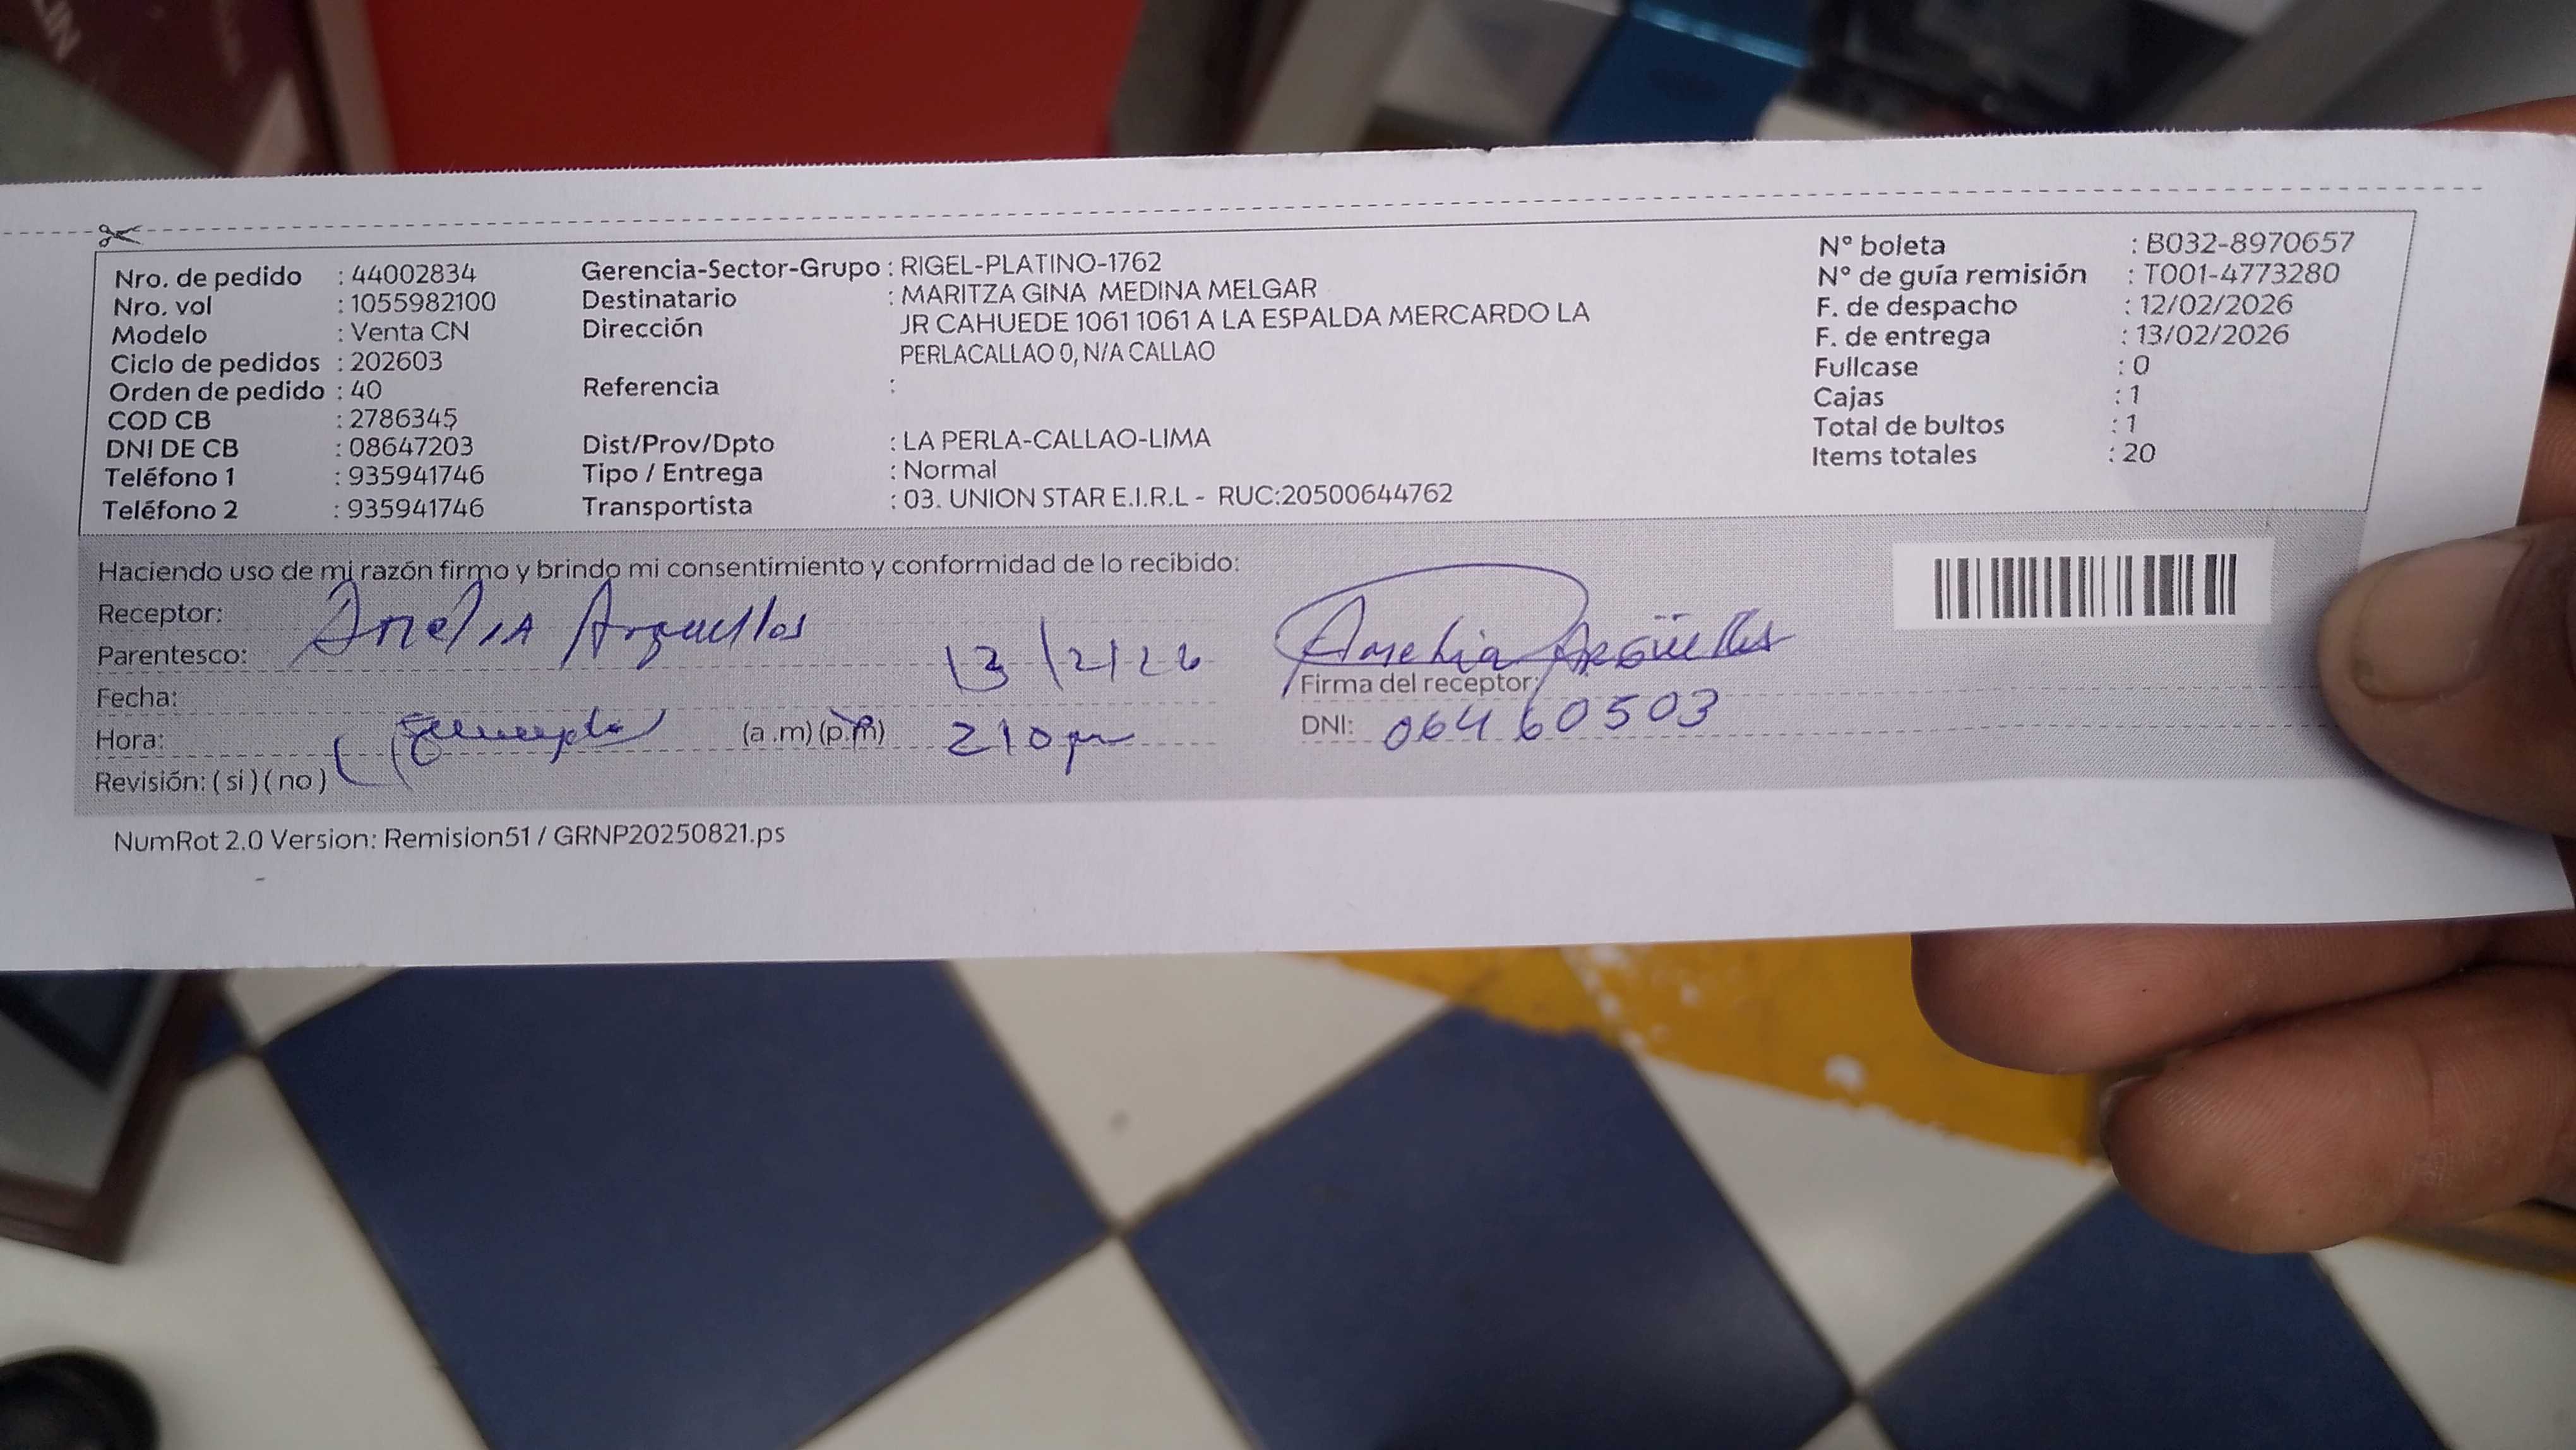 Nro. de pedido : 44002834
Nro. vol : 1055982100
Modelo : Venta CN
Ciclo de pedidos : 202603
Orden de pedido : 40
COD CB : 2786345
DNI DE CB : 08647203
Teléfono 1 : 935941746
Teléfono 2 : 935941746
Gerencia-Sector-Grupo : RIGEL-PLATINO-1762
Destinatario : MARITZA GINA MEDINA MELGAR
Dirección JR CAHUEDE 1061 1061 A LA ESPALDA MERCARDO LA
PERLACALLAO 0, N/A CALLAO
Referencia :
Dist/Prov/Dpto : LA PERLA-CALLAO-LIMA
Tipo / Entrega : Normal
Transportista : 03. UNION STAR E.I.R.L - RUC:20500644762
N° boleta : B032-8970657
N° de guía remisión : T001-4773280
F. de despacho : 12/02/2026
F. de entrega : 13/02/2026
Fullcase : 0
Cajas : 1
Total de bultos : 1
Items totales : 20
Haciendo uso de mi razón firmo y brindo mi consentimiento y conformidad de lo recibido:
Receptor: Amelia Arguellos
Parentesco:
13/2/26
Amelia Argüelles
Firma del receptor:
Fecha:
Hora: (a.m) (p.m) 210 pm
DNI: 06460503
Revisión: ( si ) ( no )
NumRot 2.0 Version: Remision51 / GRNP20250821.ps